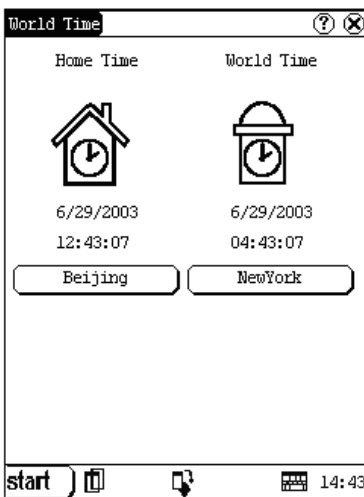 World Time
Home Time World Time
6/29/2003 6/29/2003
12:43:07 04:43:07
Beijing NewYork
start 14:43